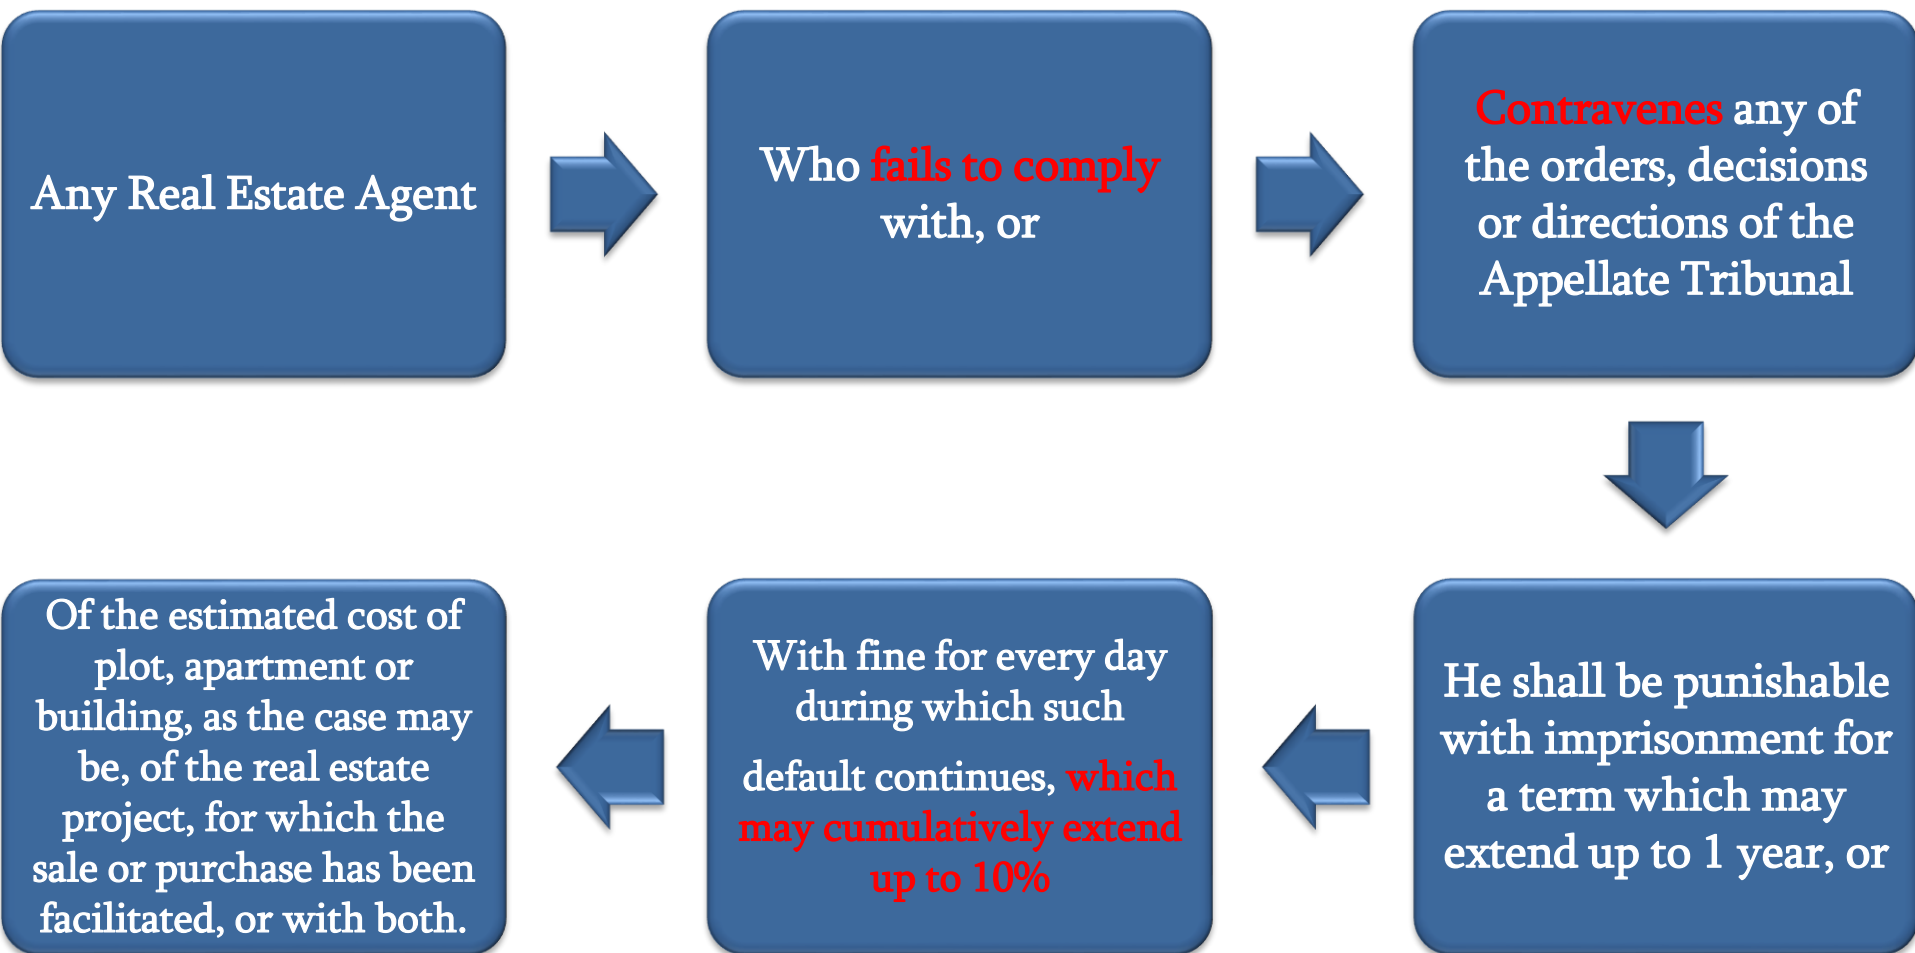 Any Real Estate Agent
Who fails to comply
with, or
Contravenes any of
the orders, decisions
or directions of the
Appellate Tribunal
He shall be punishable
with imprisonment for
a term which may
extend up to 1 year, or
With fine for every day
during which such
default continues, which
may cumulatively extend
up to 10%
Of the estimated cost of
plot, apartment or
building, as the case may
be, of the real estate
project, for which the
sale or purchase has been
facilitated, or with both.